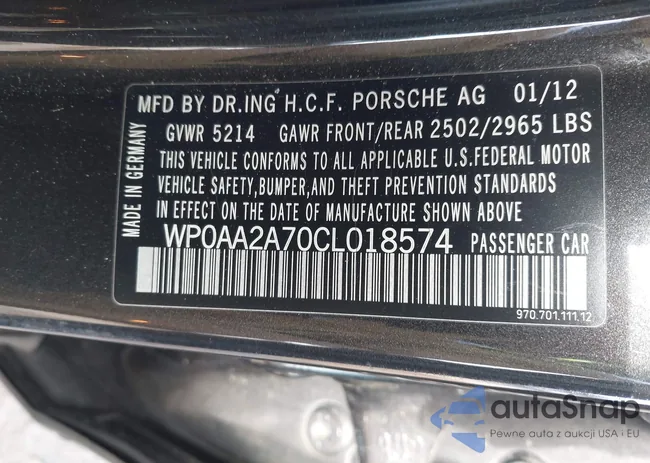 MFD BY DR.ING H.C.F. PORSCHE AG 01/12
GVWR 5214 GAWR FRONT/REAR 2502/2965 LBS
THIS VEHICLE CONFORMS TO ALL APPLICABLE U.S.FEDERAL MOTOR
VEHICLE SAFETY,BUMPER,AND THEFT PREVENTION STANDARDS
IN EFFECT ON THE DATE OF MANUFACTURE SHOWN ABOVE
WP0AA2A70CL018574 PASSENGER CAR
MADE IN GERMANY
970.701.111.12
autoSnap
Pewne auta z aukcji USA i EU